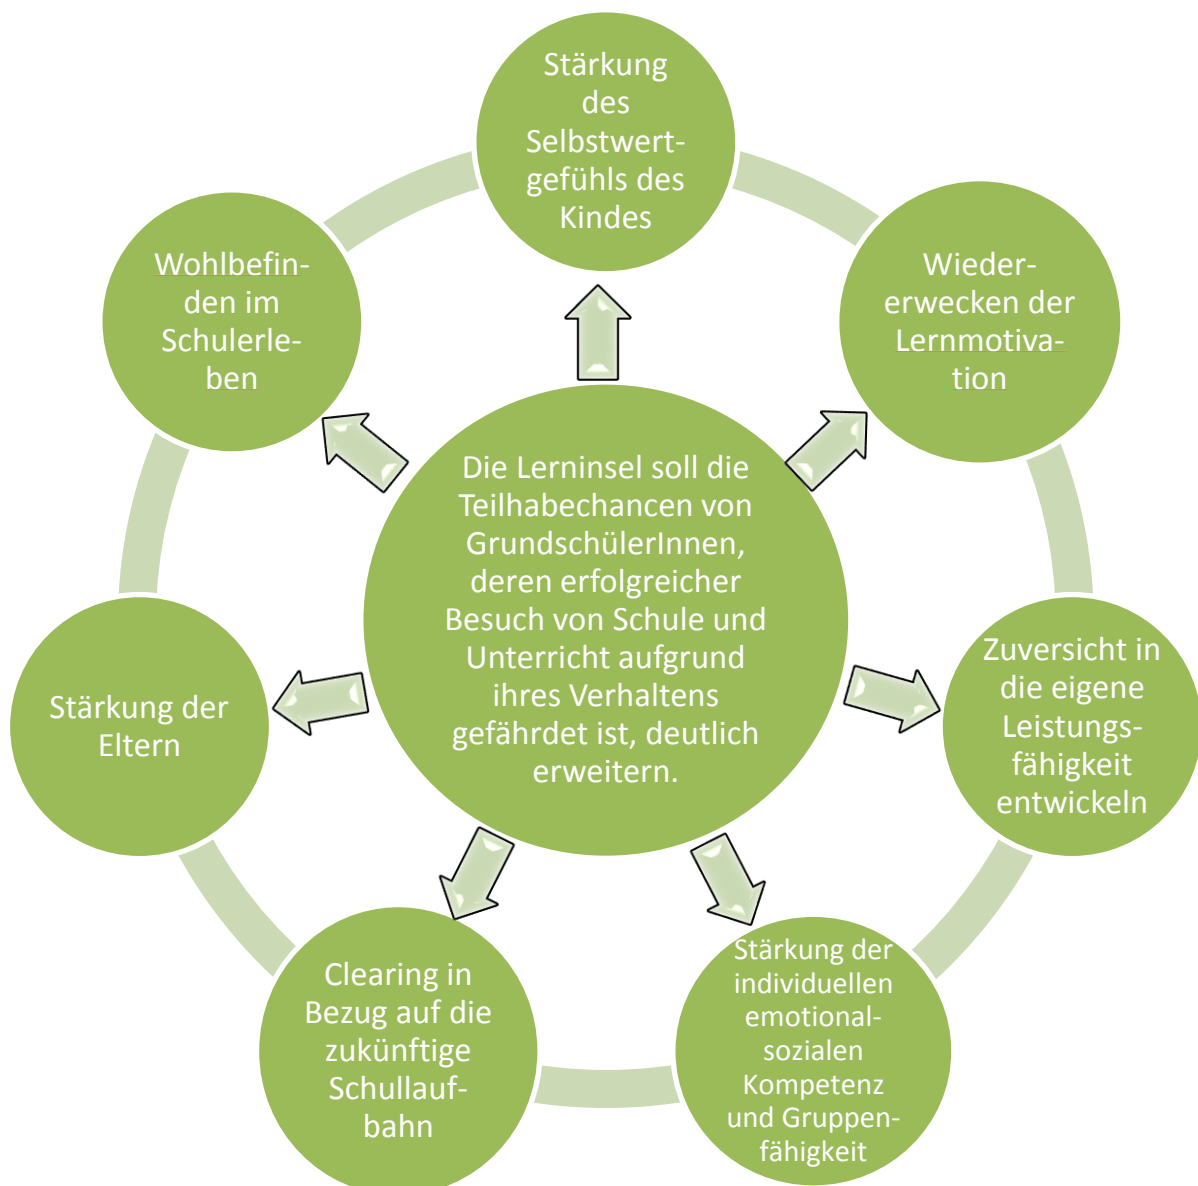 Stärkung
des
Selbstwert-
gefühls des
Kindes
Wieder-
erwecken der
Lernmotiva-
tion
Zuversicht in
die eigene
Leistungs-
fähigkeit
entwickeln
Stärkung der
individuellen
emotional-
sozialen
Kompetenz
und Gruppen-
fähigkeit
Clearing in
Bezug auf die
zukünftige
Schullauf-
bahn
Stärkung der
Eltern
Wohlbefin-
den im
Schulerle-
ben
Die Lerninsel soll die
Teilhabechancen von
GrundschülerInnen,
deren erfolgreicher
Besuch von Schule und
Unterricht aufgrund
ihres Verhaltens
gefährdet ist, deutlich
erweitern.